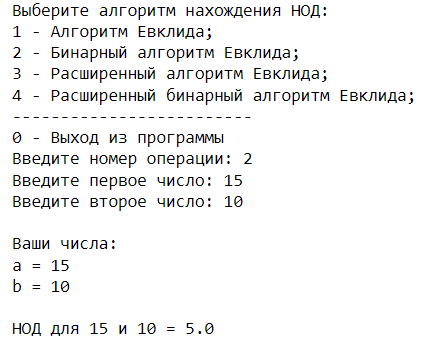 Выберите алгоритм нахождения НОД:
1 - Алгоритм Евклида;
2 - Бинарный алгоритм Евклида;
3 - Расширенный алгоритм Евклида;
4 - Расширенный бинарный алгоритм Евклида;
-------------------------
0 - Выход из программы
Введите номер операции: 2
Введите первое число: 15
Введите второе число: 10
Ваши числа:
a = 15
b = 10
НОД для 15 и 10 = 5.0